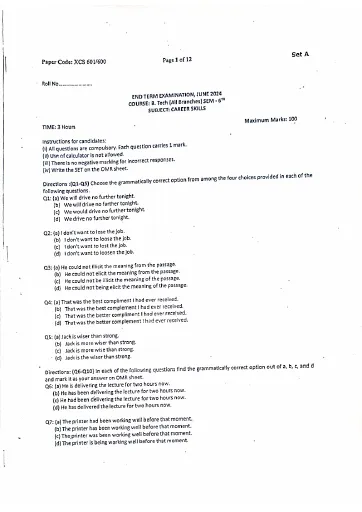 Set A
Paper Code: XCS 601/600
Page 1 of 12
Roll No....................
END TERM EXAMINATION, JUNE 2024
COURSE: B. Tech (All Branches) SEM - 6th
SUBJECT: CAREER SKILLS
Maximum Marks: 100
TIME: 3 Hours
Instructions for candidates:
(i) All questions are compulsory. Each question carries 1 mark.
(ii) Use of calculator is not allowed.
(iii) There is no negative marking for incorrect responses.
(iv) Write the SET on the OMR sheet.
Directions (Q1-Q5) Choose the grammatically correct option from among the four choices provided in each of the
following questions.
Q1: (a) We will drive no further tonight.
(b) We will drive no farther tonight.
(c) We would drive no further tonight.
(d) We drive no further tonight.
Q2: (a) I don't want to lose the job.
(b) I don't want to loose the job.
(c) I don't want to lost the job.
(d) I don't want to loosen the job.
Q3: (a) He could not illicit the meaning from the passage.
(b) He could not elicit the meaning from the passage.
(c) He could not be illicit the meaning of the passage.
(d) He could not being elicit the meaning of the passage.
Q4: (a) That was the best complement I had ever received.
(b) That was the best compliment I had ever received.
(c) That was the better compliment I had ever received.
(d) That was the better complement I had ever received.
Q5: (a) Jack is wiser than strong.
(b) Jack is more wiser than strong.
(c) Jack is more wise than strong.
(d) Jack is the wiser than strong.
Directions: (Q6-Q10) In each of the following questions find the grammatically correct option out of a, b, c, and d
and mark it as your answer on OMR sheet.
Q6: (a) He is delivering the lecture for two hours now.
(b) He has been delivering the lecture for two hours now.
(c) He had been delivering the lecture for two hours now.
(d) He has delivered the lecture for two hours now.
Q7: (a) The printer had been working well before that moment.
(b) The printer has been working well before that moment.
(c) The printer was been working well before that moment.
(d) The printer is being working well before that moment.